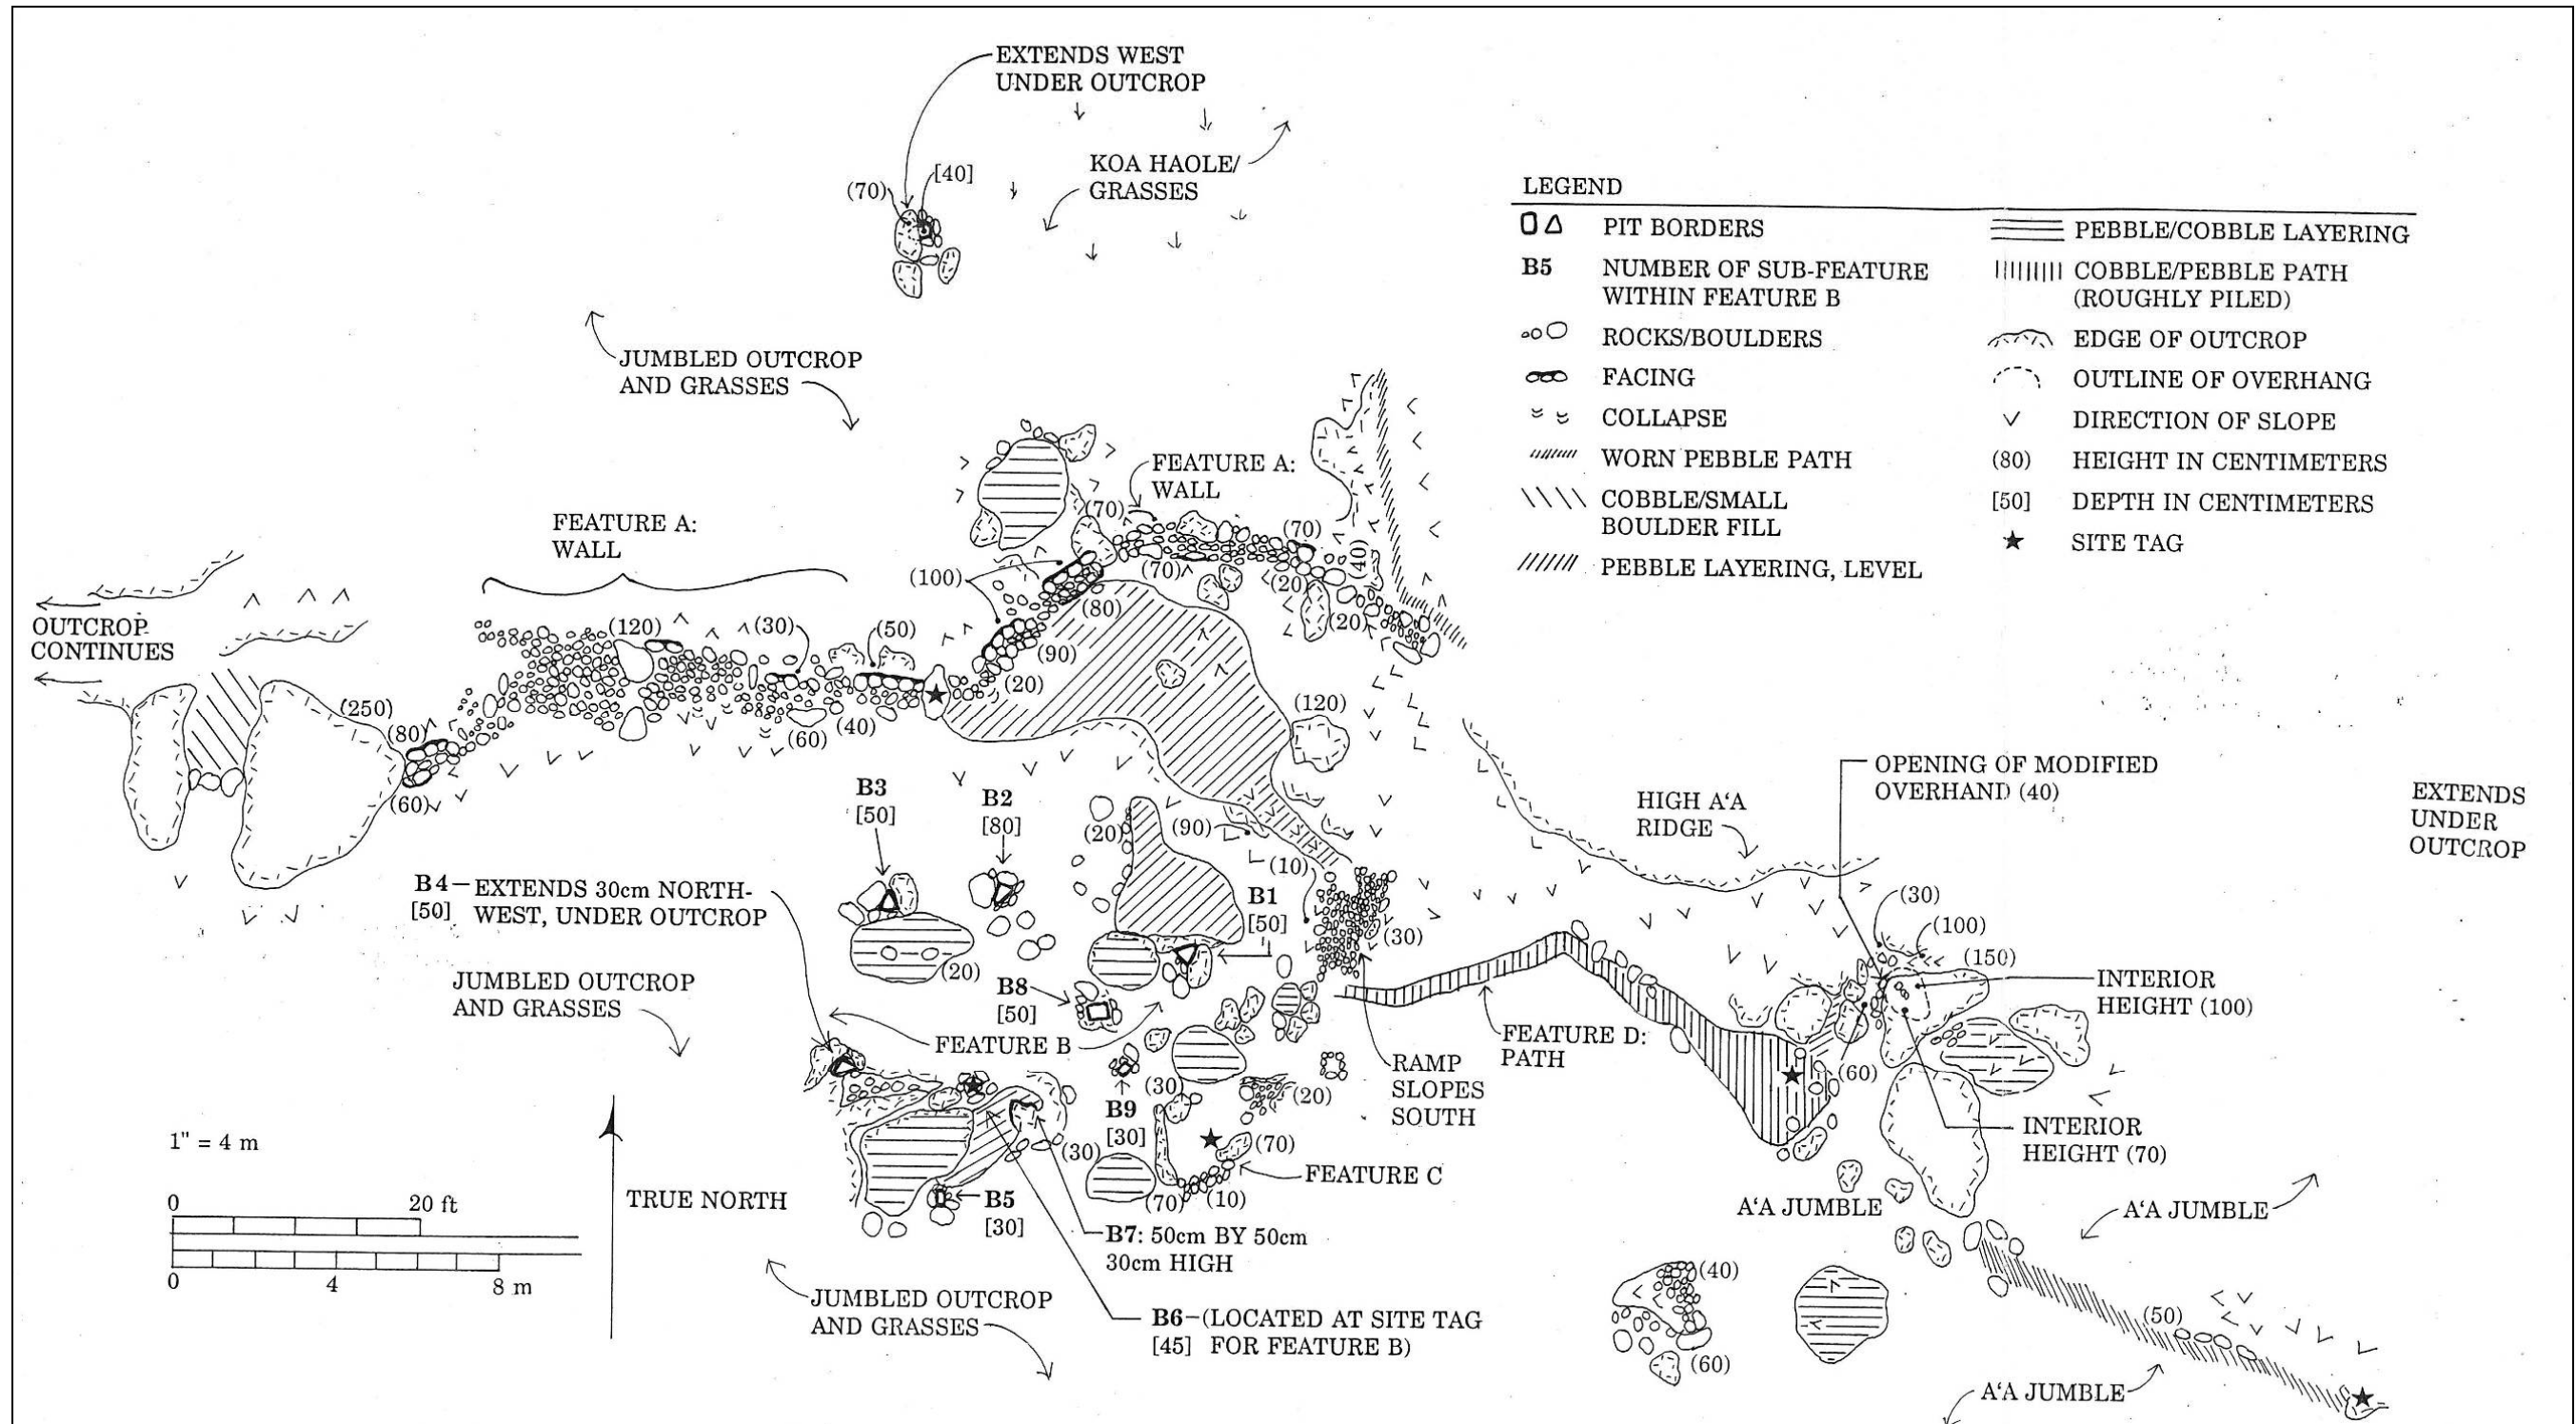 EXTENDS WEST
UNDER OUTCROP
KOA HAOLE/
GRASSES
[40]
(70)
JUMBLED OUTCROP
AND GRASSES
LEGEND
PIT BORDERS
B5 NUMBER OF SUB-FEATURE
WITHIN FEATURE B
ROCKS/BOULDERS
FACING
COLLAPSE
WORN PEBBLE PATH
COBBLE/SMALL
BOULDER FILL
PEBBLE LAYERING, LEVEL
PEBBLE/COBBLE LAYERING
COBBLE/PEBBLE PATH
(ROUGHLY PILED)
EDGE OF OUTCROP
OUTLINE OF OVERHANG
DIRECTION OF SLOPE
(80) HEIGHT IN CENTIMETERS
[50] DEPTH IN CENTIMETERS
SITE TAG
FEATURE A:
WALL
(70)
(70)
(70)
(40)
(20)
(20)
FEATURE A:
WALL
(100)
(80)
(90)
(20)
(120)
(30)
(50)
(60)
(40)
OUTCROP
CONTINUES
(250)
(80)
(60)
(120)
B3
[50]
B2
[80]
(20)
(90)
(10)
B1
[50]
(30)
B4 – EXTENDS 30cm NORTH-
[50] WEST, UNDER OUTCROP
(20)
JUMBLED OUTCROP
AND GRASSES
B8
[50]
FEATURE B
HIGH A'A
RIDGE
OPENING OF MODIFIED
OVERHAND (40)
EXTENDS
UNDER
OUTCROP
(30)
(100)
(150)
INTERIOR
HEIGHT (100)
FEATURE D:
PATH
RAMP
SLOPES
SOUTH
(60)
INTERIOR
HEIGHT (70)
B9
[30]
(30)
(20)
(30)
(70)
FEATURE C
(70)
(10)
B5
[30]
B7: 50cm BY 50cm
30cm HIGH
B6–(LOCATED AT SITE TAG
[45] FOR FEATURE B)
1" = 4 m
0 20 ft
0 4 8 m
TRUE NORTH
JUMBLED OUTCROP
AND GRASSES
A'A JUMBLE
A'A JUMBLE
(40)
(60)
(50)
A'A JUMBLE